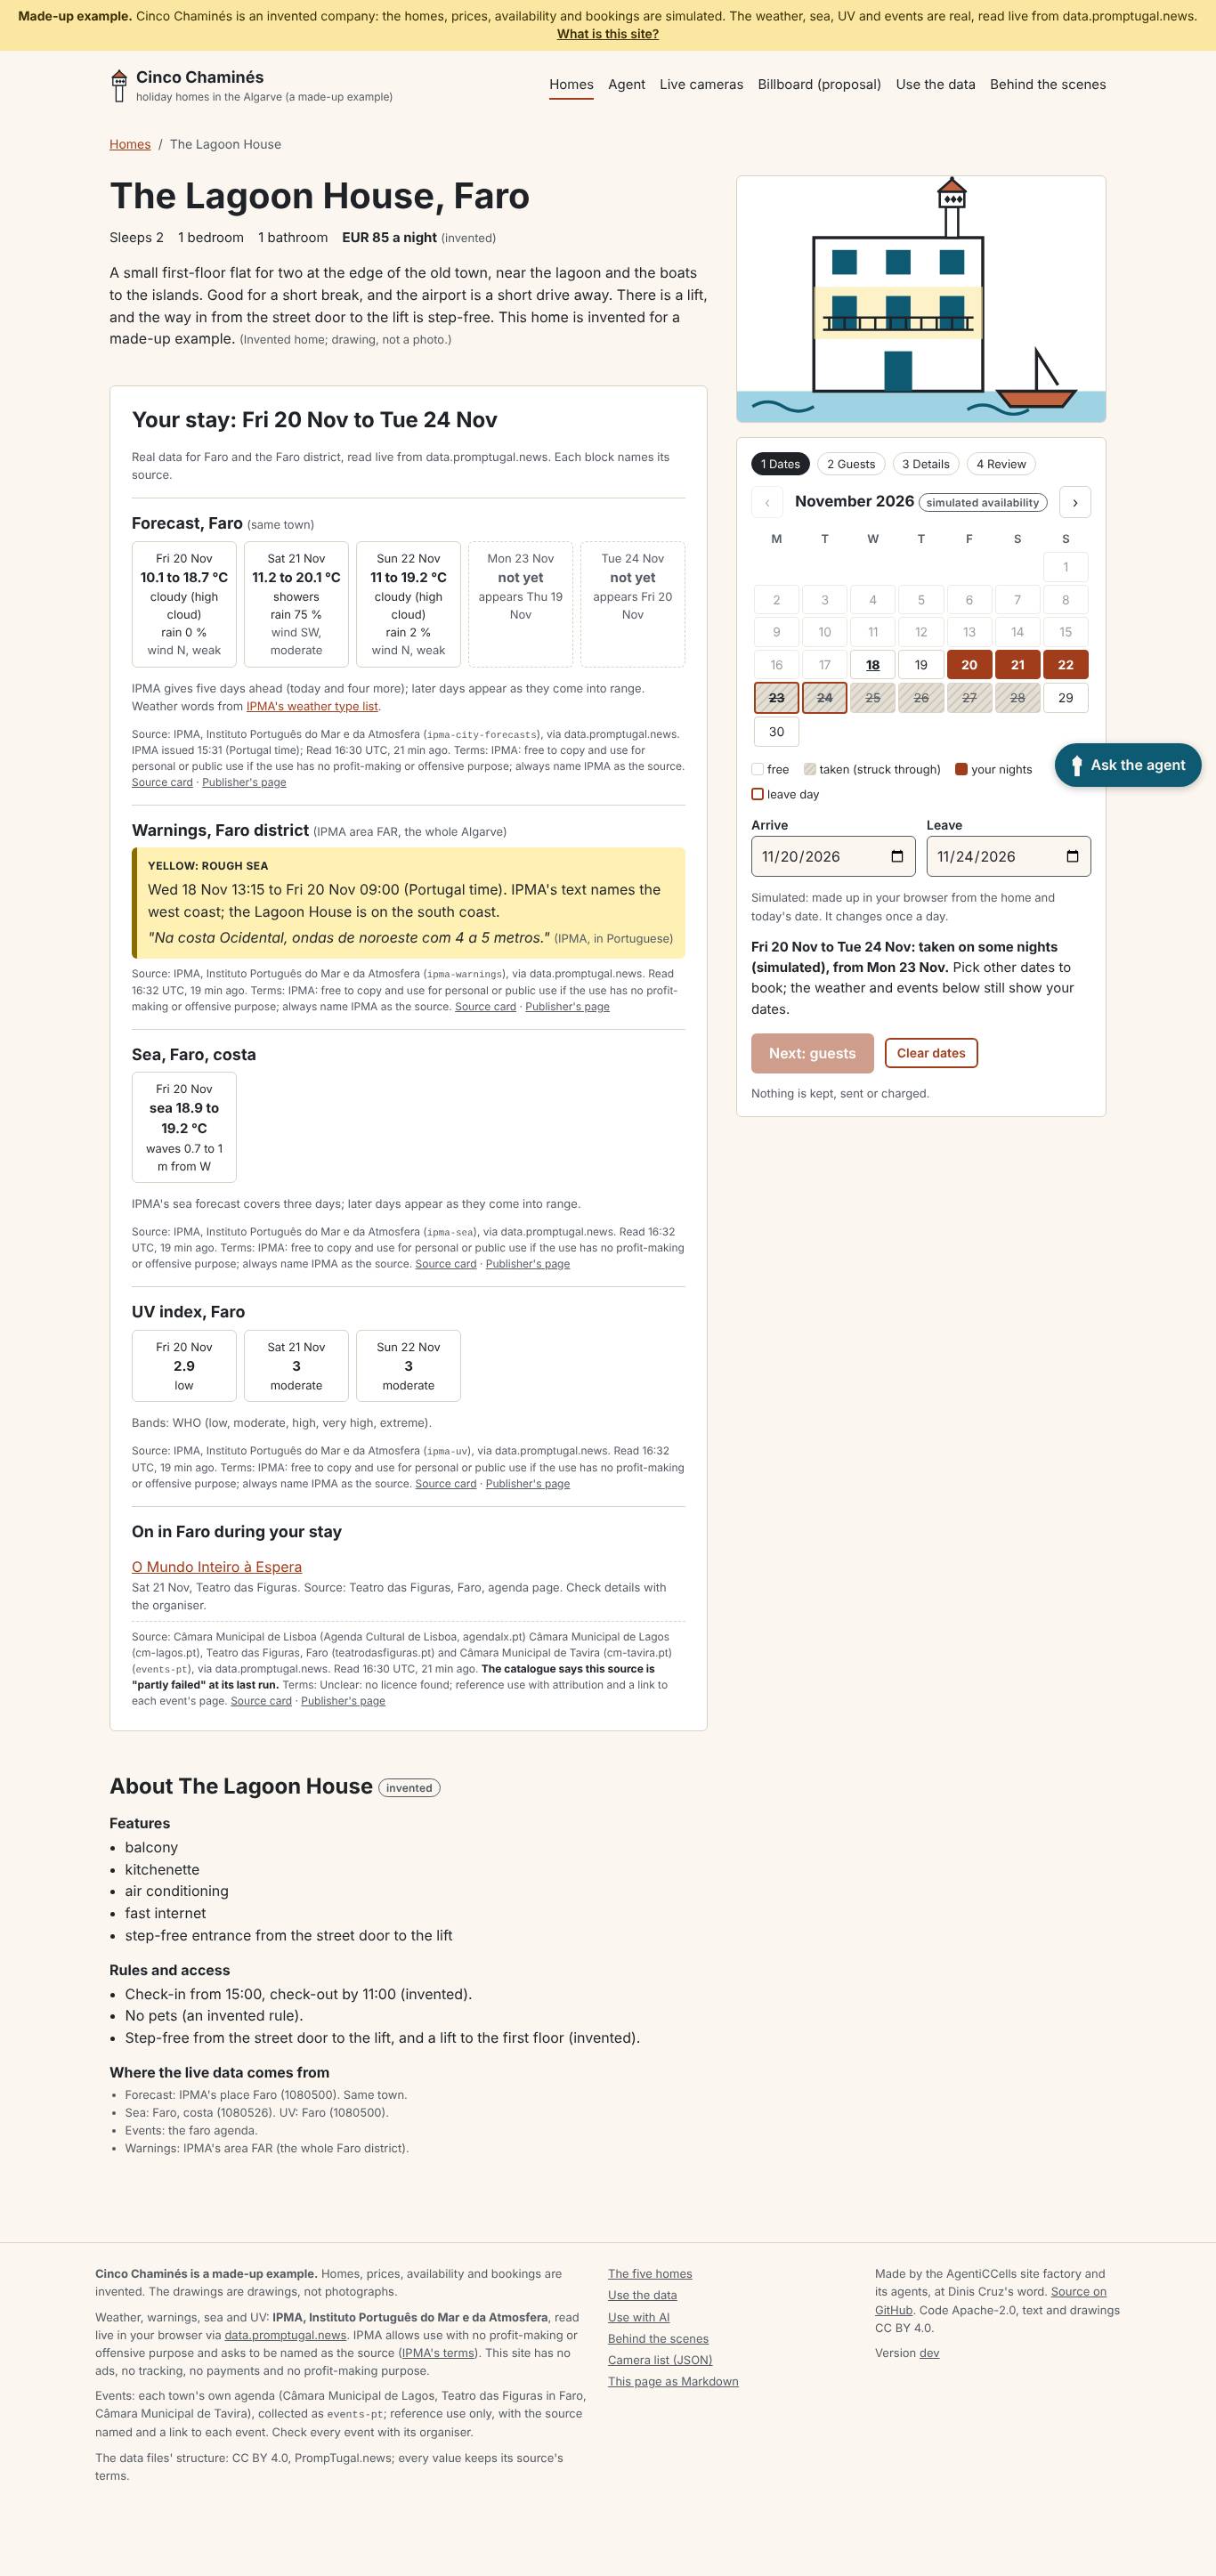 Made-up example. Cinco Chaminés is an invented company: the homes, prices, availability and bookings are simulated. The weather, sea, UV and events are real, read live from data.promptugal.news.
What is this site?
Cinco Chaminés
holiday homes in the Algarve (a made-up example)
Homes Agent Live cameras Billboard (proposal) Use the data Behind the scenes
Homes / The Lagoon House
The Lagoon House, Faro
Sleeps 2 1 bedroom 1 bathroom EUR 85 a night (invented)
A small first-floor flat for two at the edge of the old town, near the lagoon and the boats
to the islands. Good for a short break, and the airport is a short drive away. There is a lift,
and the way in from the street door to the lift is step-free. This home is invented for a
made-up example. (Invented home; drawing, not a photo.)
Your stay: Fri 20 Nov to Tue 24 Nov
Real data for Faro and the Faro district, read live from data.promptugal.news. Each block names its
source.
Forecast, Faro (same town)
Fri 20 Nov
10.1 to 18.7 °C
cloudy (high
cloud)
rain 0 %
wind N, weak
Sat 21 Nov
11.2 to 20.1 °C
showers
rain 75 %
wind SW,
moderate
Sun 22 Nov
11 to 19.2 °C
cloudy (high
cloud)
rain 2 %
wind N, weak
Mon 23 Nov
not yet
appears Thu 19
Nov
Tue 24 Nov
not yet
appears Fri 20
Nov
IPMA gives five days ahead (today and four more); later days appear as they come into range.
Weather words from IPMA's weather type list.
Source: IPMA, Instituto Português do Mar e da Atmosfera (ipma-city-forecasts), via data.promptugal.news.
IPMA issued 15:31 (Portugal time); Read 16:30 UTC, 21 min ago. Terms: IPMA: free to copy and use for
personal or public use if the use has no profit-making or offensive purpose; always name IPMA as the source.
Source card · Publisher's page
Warnings, Faro district (IPMA area FAR, the whole Algarve)
YELLOW: ROUGH SEA
Wed 18 Nov 13:15 to Fri 20 Nov 09:00 (Portugal time). IPMA's text names the
west coast; the Lagoon House is on the south coast.
"Na costa Ocidental, ondas de noroeste com 4 a 5 metros." (IPMA, in Portuguese)
Source: IPMA, Instituto Português do Mar e da Atmosfera (ipma-warnings), via data.promptugal.news. Read
16:32 UTC, 19 min ago. Terms: IPMA: free to copy and use for personal or public use if the use has no profit-
making or offensive purpose; always name IPMA as the source. Source card · Publisher's page
Sea, Faro, costa
Fri 20 Nov
sea 18.9 to
19.2 °C
waves 0.7 to 1
m from W
IPMA's sea forecast covers three days; later days appear as they come into range.
Source: IPMA, Instituto Português do Mar e da Atmosfera (ipma-sea), via data.promptugal.news. Read 16:32
UTC, 19 min ago. Terms: IPMA: free to copy and use for personal or public use if the use has no profit-making
or offensive purpose; always name IPMA as the source. Source card · Publisher's page
UV index, Faro
Fri 20 Nov
2.9
low
Sat 21 Nov
3
moderate
Sun 22 Nov
3
moderate
Bands: WHO (low, moderate, high, very high, extreme).
Source: IPMA, Instituto Português do Mar e da Atmosfera (ipma-uv), via data.promptugal.news. Read 16:32
UTC, 19 min ago. Terms: IPMA: free to copy and use for personal or public use if the use has no profit-making
or offensive purpose; always name IPMA as the source. Source card · Publisher's page
On in Faro during your stay
O Mundo Inteiro à Espera
Sat 21 Nov, Teatro das Figuras. Source: Teatro das Figuras, Faro, agenda page. Check details with
the organiser.
Source: Câmara Municipal de Lisboa (Agenda Cultural de Lisboa, agendalx.pt) Câmara Municipal de Lagos
(cm-lagos.pt), Teatro das Figuras, Faro (teatrodasfiguras.pt) and Câmara Municipal de Tavira (cm-tavira.pt)
(events-pt), via data.promptugal.news. Read 16:30 UTC, 21 min ago. The catalogue says this source is
"partly failed" at its last run. Terms: Unclear: no licence found; reference use with attribution and a link to
each event's page. Source card · Publisher's page
1 Dates 2 Guests 3 Details 4 Review
‹ November 2026 simulated availability ›
M T W T F S S
1
2 3 4 5 6 7 8
9 10 11 12 13 14 15
16 17 18 19 20 21 22
23 24 25 26 27 28 29
30
free taken (struck through) your nights
leave day
Ask the agent
Arrive Leave
11/20/2026 11/24/2026
Simulated: made up in your browser from the home and
today's date. It changes once a day.
Fri 20 Nov to Tue 24 Nov: taken on some nights
(simulated), from Mon 23 Nov. Pick other dates to
book; the weather and events below still show your
dates.
Next: guests Clear dates
Nothing is kept, sent or charged.
About The Lagoon House invented
Features
• balcony
• kitchenette
• air conditioning
• fast internet
• step-free entrance from the street door to the lift
Rules and access
• Check-in from 15:00, check-out by 11:00 (invented).
• No pets (an invented rule).
• Step-free from the street door to the lift, and a lift to the first floor (invented).
Where the live data comes from
• Forecast: IPMA's place Faro (1080500). Same town.
• Sea: Faro, costa (1080526). UV: Faro (1080500).
• Events: the faro agenda.
• Warnings: IPMA's area FAR (the whole Faro district).
Cinco Chaminés is a made-up example. Homes, prices, availability and bookings are
invented. The drawings are drawings, not photographs.
Weather, warnings, sea and UV: IPMA, Instituto Português do Mar e da Atmosfera, read
live in your browser via data.promptugal.news. IPMA allows use with no profit-making or
offensive purpose and asks to be named as the source (IPMA's terms). This site has no
ads, no tracking, no payments and no profit-making purpose.
Events: each town's own agenda (Câmara Municipal de Lagos, Teatro das Figuras in Faro,
Câmara Municipal de Tavira), collected as events-pt; reference use only, with the source
named and a link to each event. Check every event with its organiser.
The data files' structure: CC BY 4.0, PrompTugal.news; every value keeps its source's
terms.
The five homes
Use the data
Use with AI
Behind the scenes
Camera list (JSON)
This page as Markdown
Made by the AgentiCCells site factory and
its agents, at Dinis Cruz's word. Source on
GitHub. Code Apache-2.0, text and drawings
CC BY 4.0.
Version dev